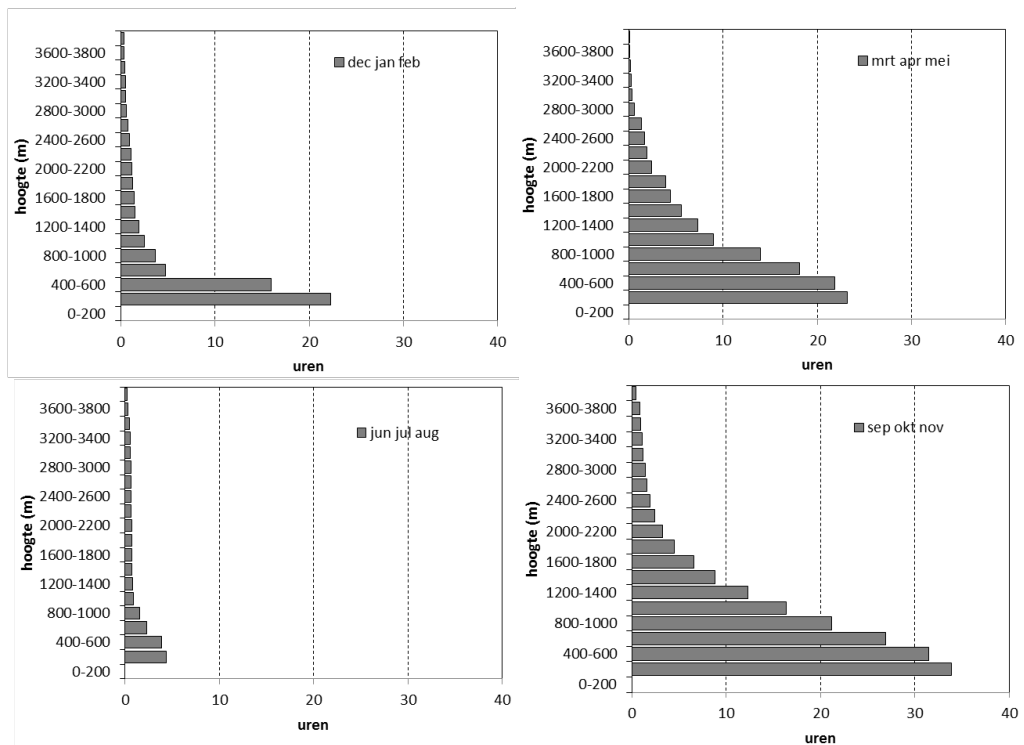 dec jan feb
hoogte (m)
3600-3800
3200-3400
2800-3000
2400-2600
2000-2200
1600-1800
1200-1400
800-1000
400-600
0-200
0 10 20 30 40
uren
mrt apr mei
hoogte (m)
3600-3800
3200-3400
2800-3000
2400-2600
2000-2200
1600-1800
1200-1400
800-1000
400-600
0-200
0 10 20 30 40
uren
jun jul aug
hoogte (m)
3600-3800
3200-3400
2800-3000
2400-2600
2000-2200
1600-1800
1200-1400
800-1000
400-600
0-200
0 10 20 30 40
uren
sep okt nov
hoogte (m)
3600-3800
3200-3400
2800-3000
2400-2600
2000-2200
1600-1800
1200-1400
800-1000
400-600
0-200
0 10 20 30 40
uren